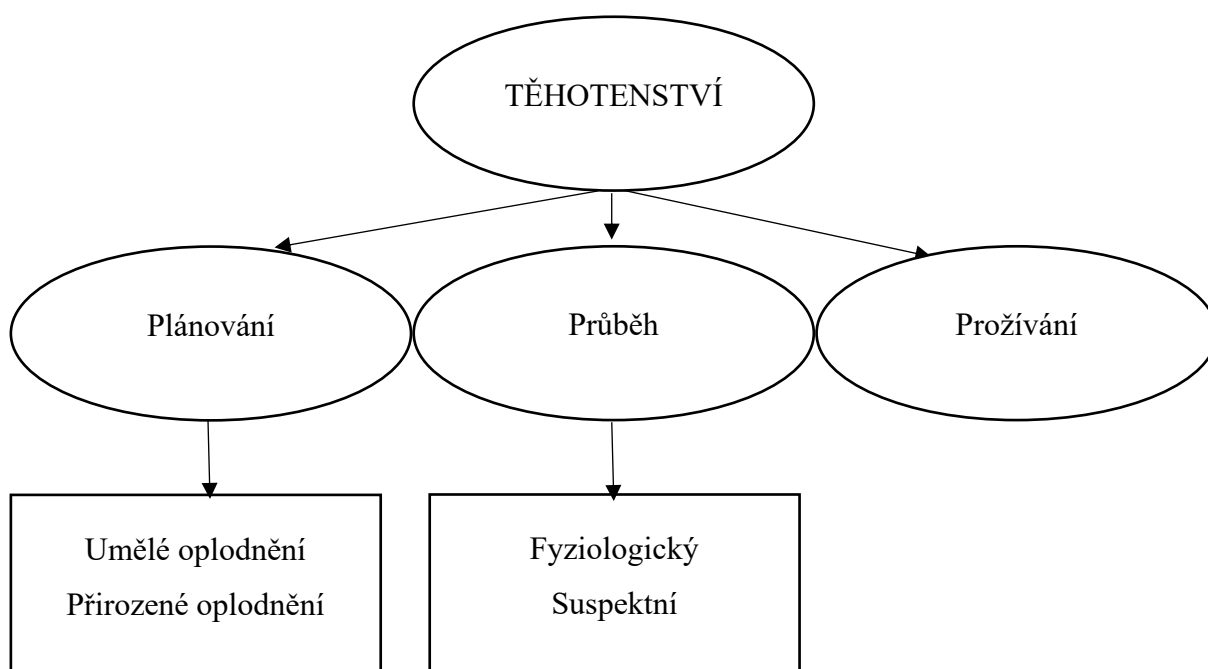 TĚHOTENSTVÍ
Plánování
Průběh
Prožívání
Umělé oplodnění
Přirozené oplodnění
Fyziologický
Suspektní